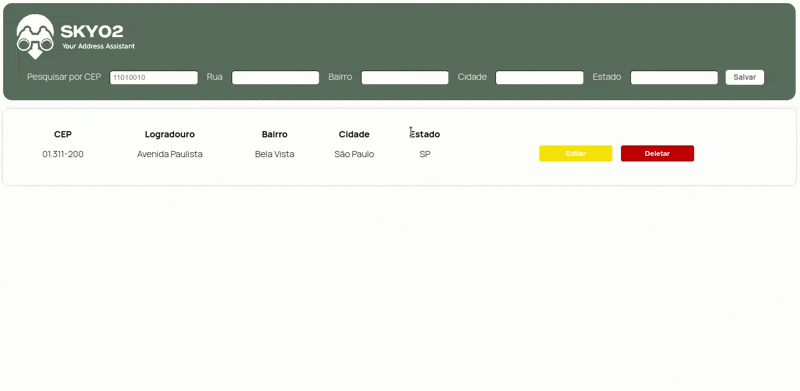 SKYO2
Your Address Assistant
Pesquisar por CEP 11010010 Rua Bairro Cidade Estado Salvar
CEP Logradouro Bairro Cidade Estado
01.311-200 Avenida Paulista Bela Vista São Paulo SP Editar Deletar